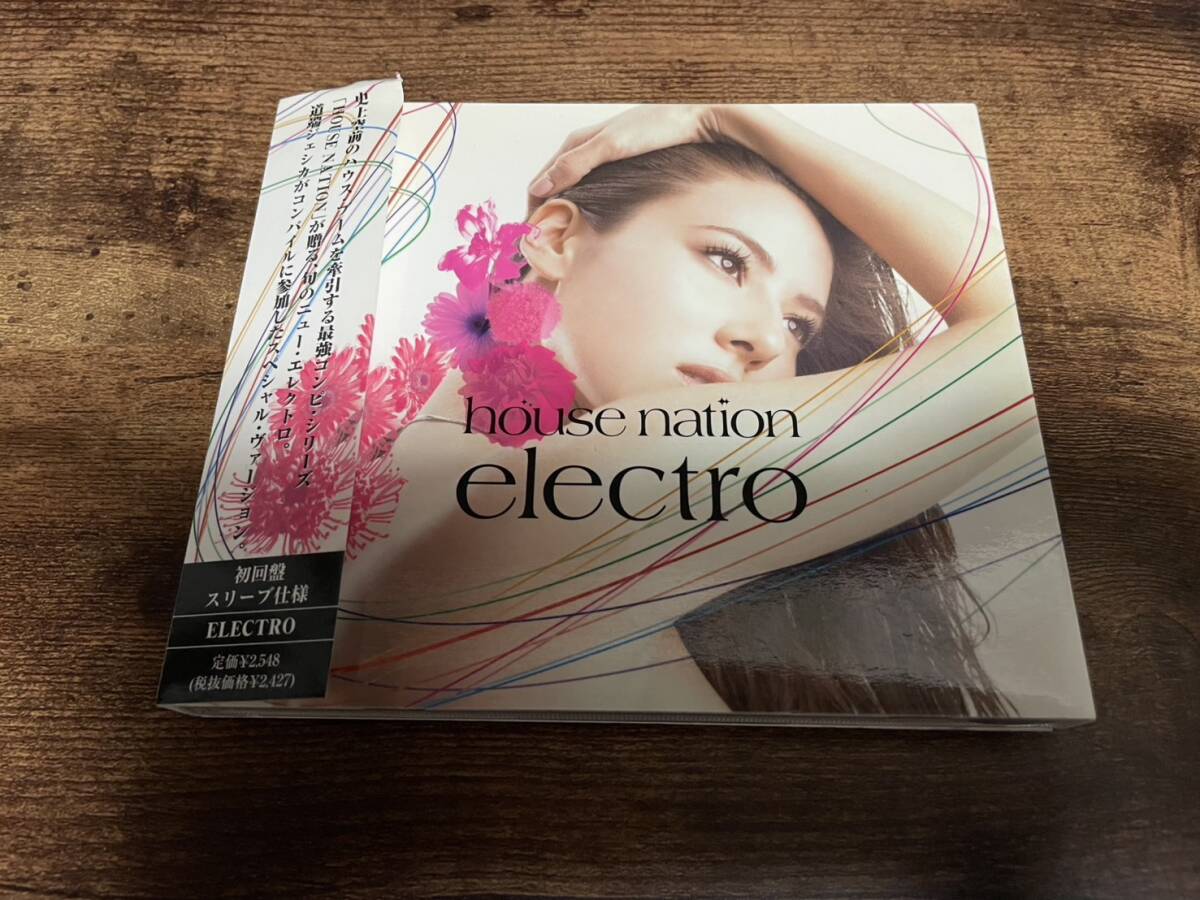 史上空前のハウス・ブームを牽引する最強コンピ・シリーズ
「HOUSE NATION」が贈る、旬のニュー・エレクトロ。
道端ジェシカがコンパイルに参加したスペシャル・ヴァージョン。
初回盤
スリーブ仕様
ELECTRO
定価¥2,548
(税抜価格¥2,427)
house nation
electro